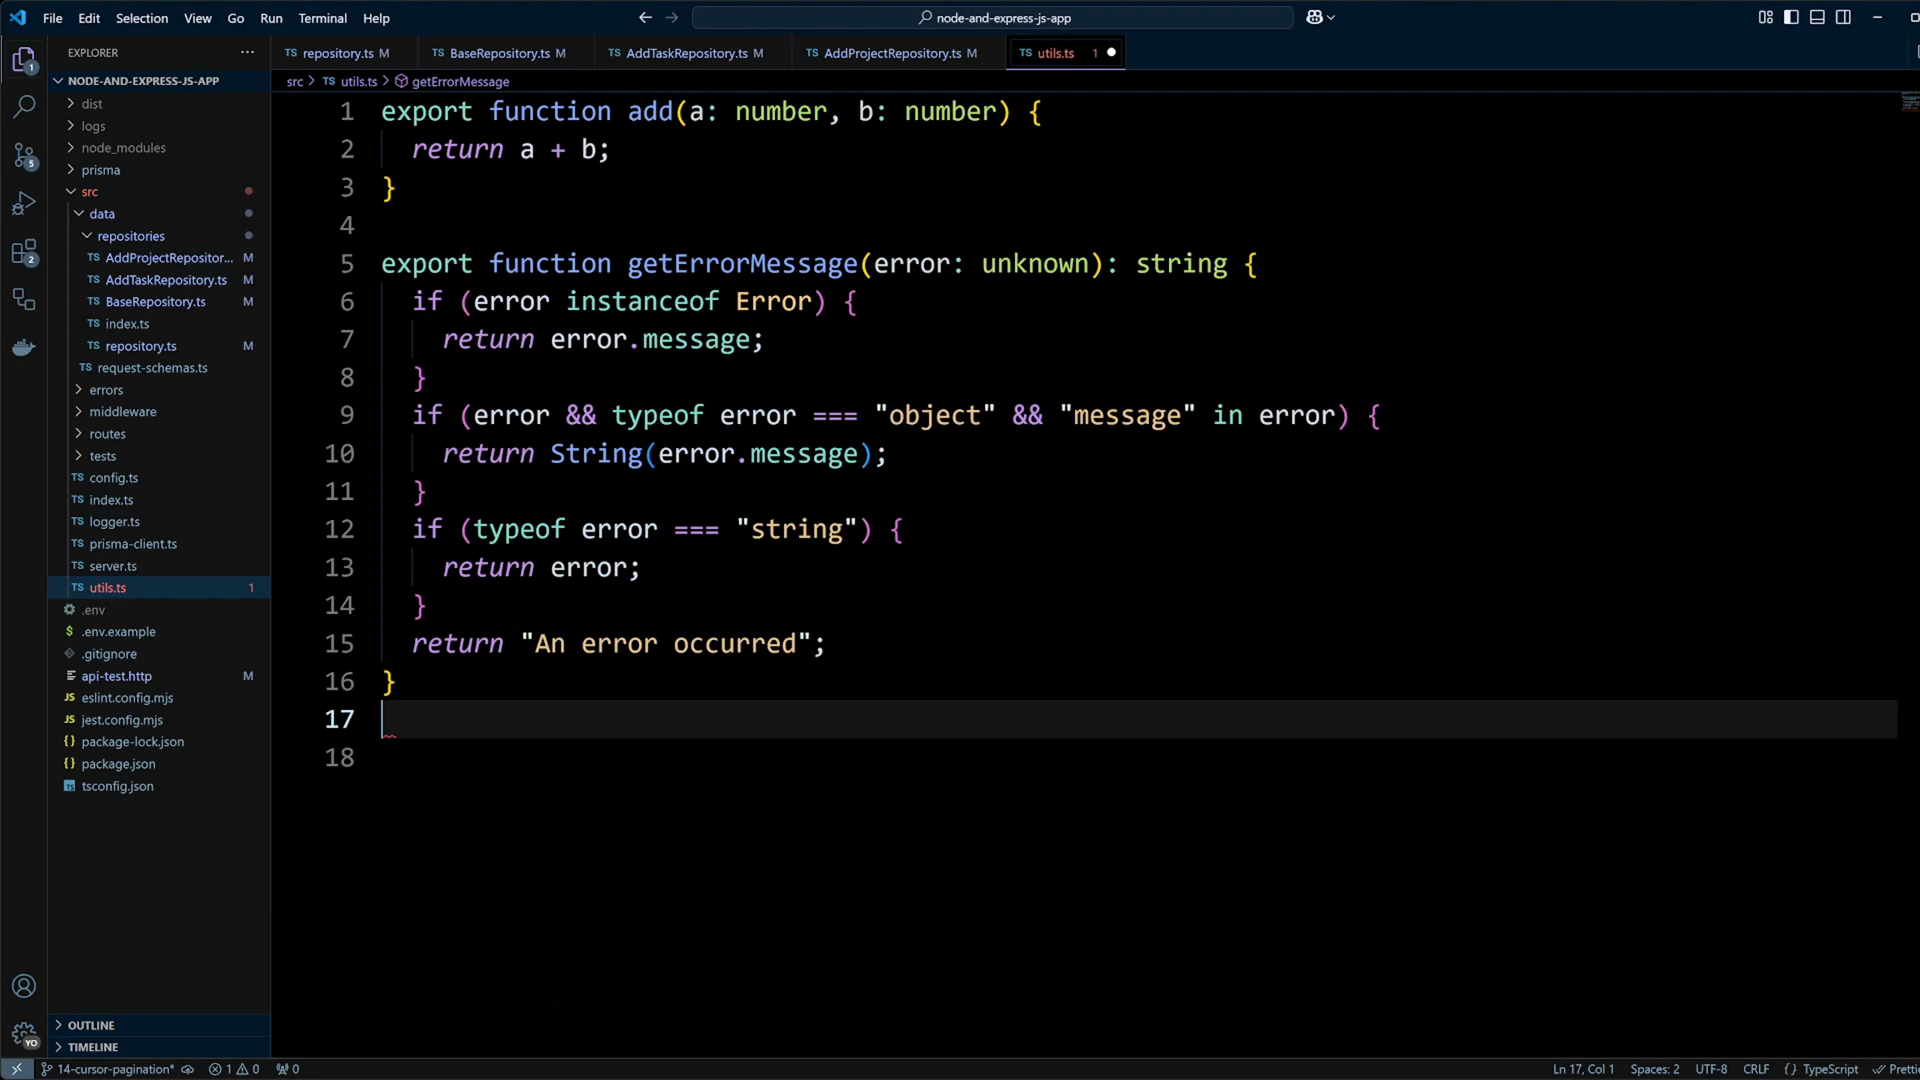 File Edit Selection View Go Run Terminal Help
node-and-express-js-app
EXPLORER
repository.ts M
BaseRepository.ts M
AddTaskRepository.ts M
AddProjectRepository.ts M
utils.ts 1
NODE-AND-EXPRESS-JS-APP
src > utils.ts > getErrorMessage
dist
logs
node_modules
prisma
src
data
repositories
AddProjectRepositor... M
AddTaskRepository.ts M
BaseRepository.ts M
index.ts
repository.ts M
request-schemas.ts
errors
middleware
routes
tests
config.ts
index.ts
logger.ts
prisma-client.ts
server.ts
utils.ts 1
.env
.env.example
.gitignore
api-test.http M
eslint.config.mjs
jest.config.mjs
package-lock.json
package.json
tsconfig.json
OUTLINE
TIMELINE
1 export function add(a: number, b: number) {
2 return a + b;
3 }
4
5 export function getErrorMessage(error: unknown): string {
6 if (error instanceof Error) {
7 return error.message;
8 }
9 if (error && typeof error === "object" && "message" in error) {
10 return String(error.message);
11 }
12 if (typeof error === "string") {
13 return error;
14 }
15 return "An error occurred";
16 }
17
18
14-cursor-pagination* 1 0 0 Ln 17, Col 1 Spaces: 2 UTF-8 CRLF {} TypeScript Prettie